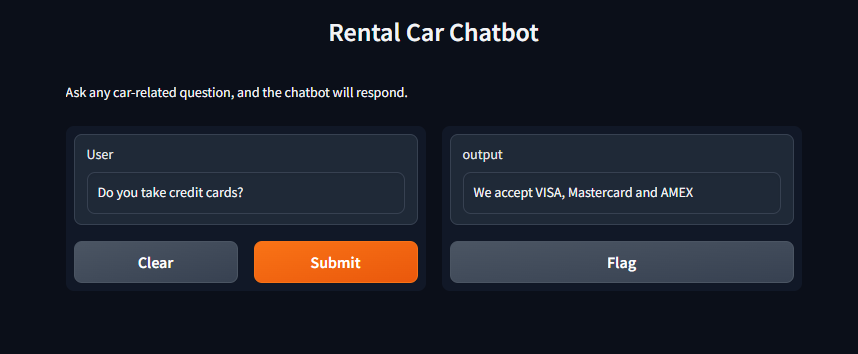 Rental Car Chatbot
Ask any car-related question, and the chatbot will respond.
User
Do you take credit cards?
Clear
Submit
output
We accept VISA, Mastercard and AMEX
Flag